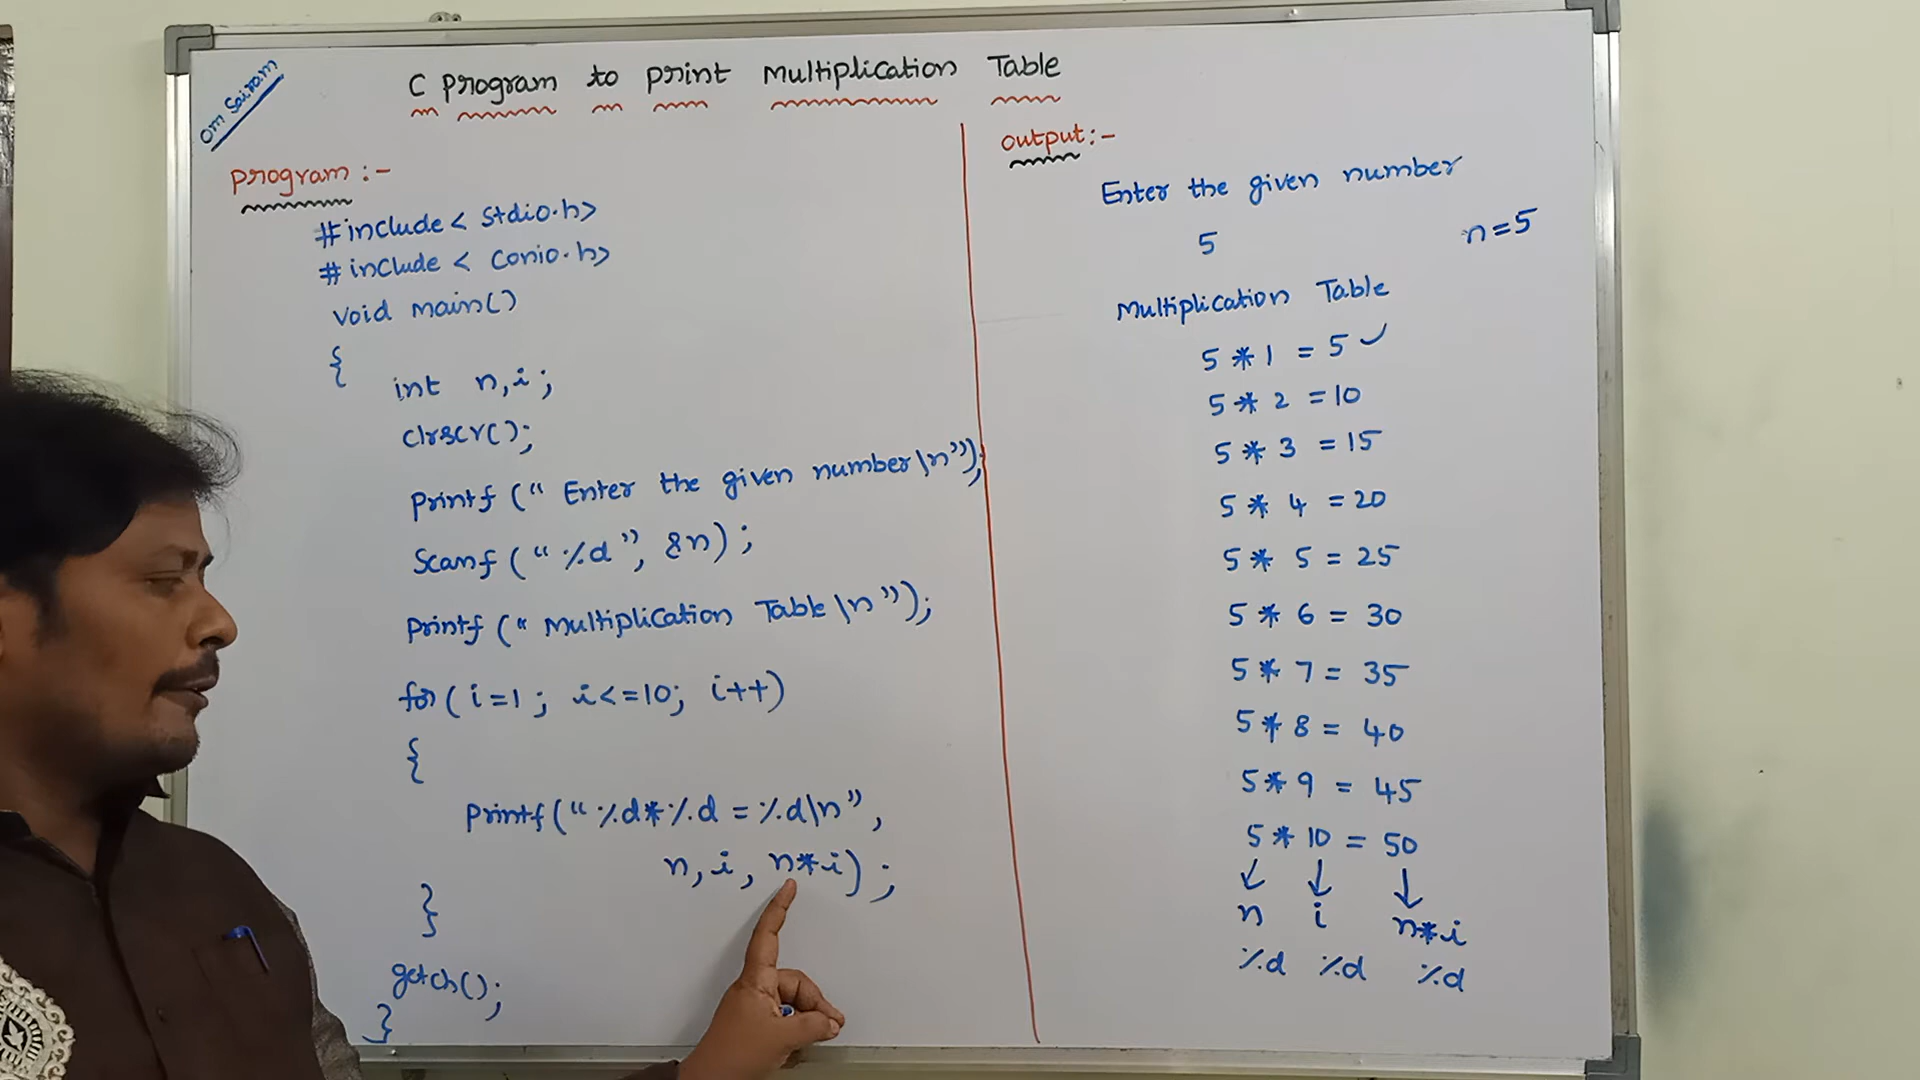 Om Sairam
C Program to print Multiplication Table
Program :-
#include < stdio.h>
#include < conio.h>
void main()
{
int n,i;
clrscr();
printf (" Enter the given number\n");
Scanf (" %d ", &n) ;
printf (" Multiplication Table \n ");
for( i=1 ; i<=10; i++)
{
printf(" %d*%d = %d\n",
n, i, n*i) ;
}
getch();
}
output:-
Enter the given number
5
n=5
Multiplication Table
5 * 1 = 5 ✓
5 * 2 = 10
5 * 3 = 15
5 * 4 = 20
5 * 5 = 25
5 * 6 = 30
5 * 7 = 35
5 * 8 = 40
5 * 9 = 45
5 * 10 = 50
↓ ↓ ↓
n i n*i
%d %d %d